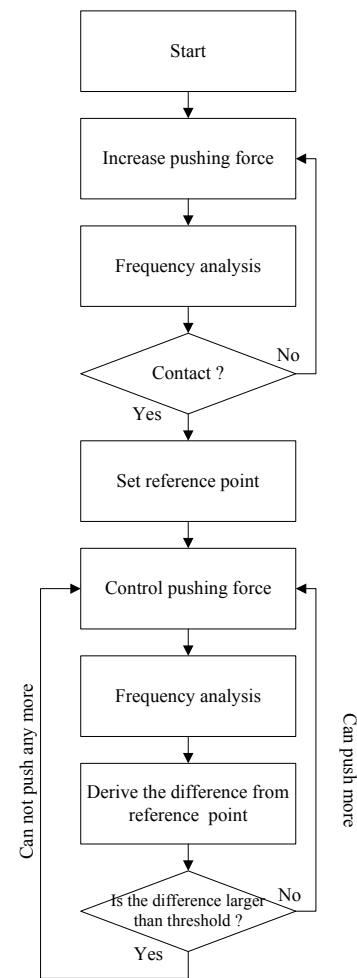 Start
Increase pushing force
Frequency analysis
Contact ?
No
Yes
Set reference point
Control pushing force
Frequency analysis
Derive the difference from
reference point
Is the difference larger
than threshold ?
No
Yes
Can not push any more
Can push more